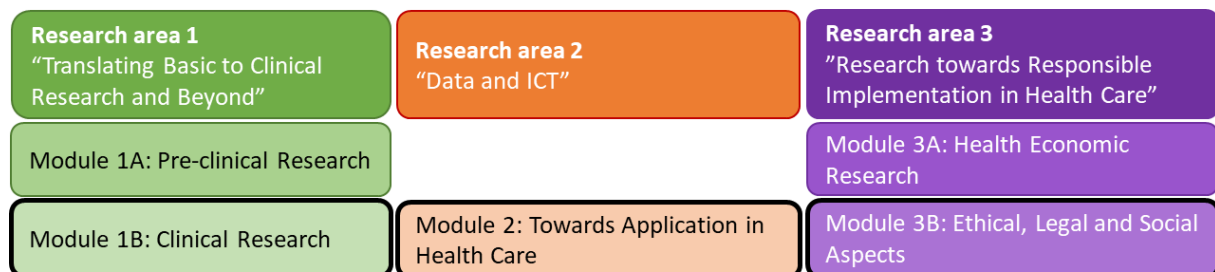 Research area 1
“Translating Basic to Clinical
Research and Beyond”
Research area 2
“Data and ICT”
Research area 3
”Research towards Responsible
Implementation in Health Care”
Module 1A: Pre-clinical Research
Module 3A: Health Economic
Research
Module 1B: Clinical Research
Module 2: Towards Application in
Health Care
Module 3B: Ethical, Legal and Social
Aspects